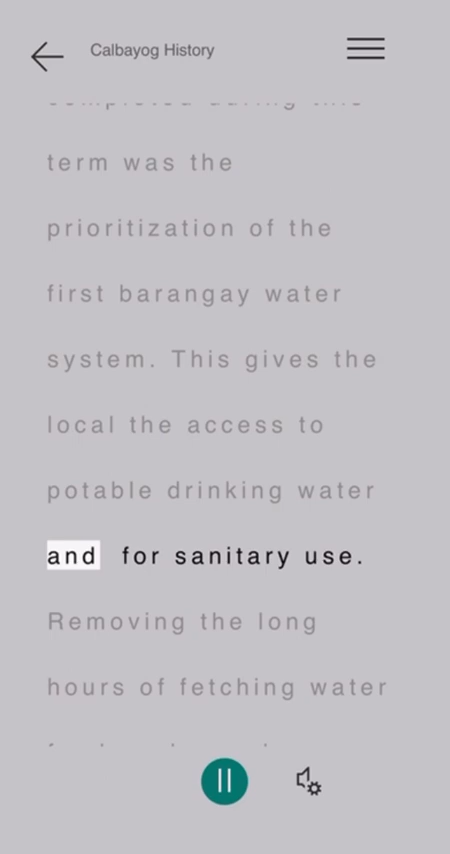 Calbayog History
term was the
prioritization of the
first barangay water
system. This gives the
local the access to
potable drinking water
and for sanitary use.
Removing the long
hours of fetching water